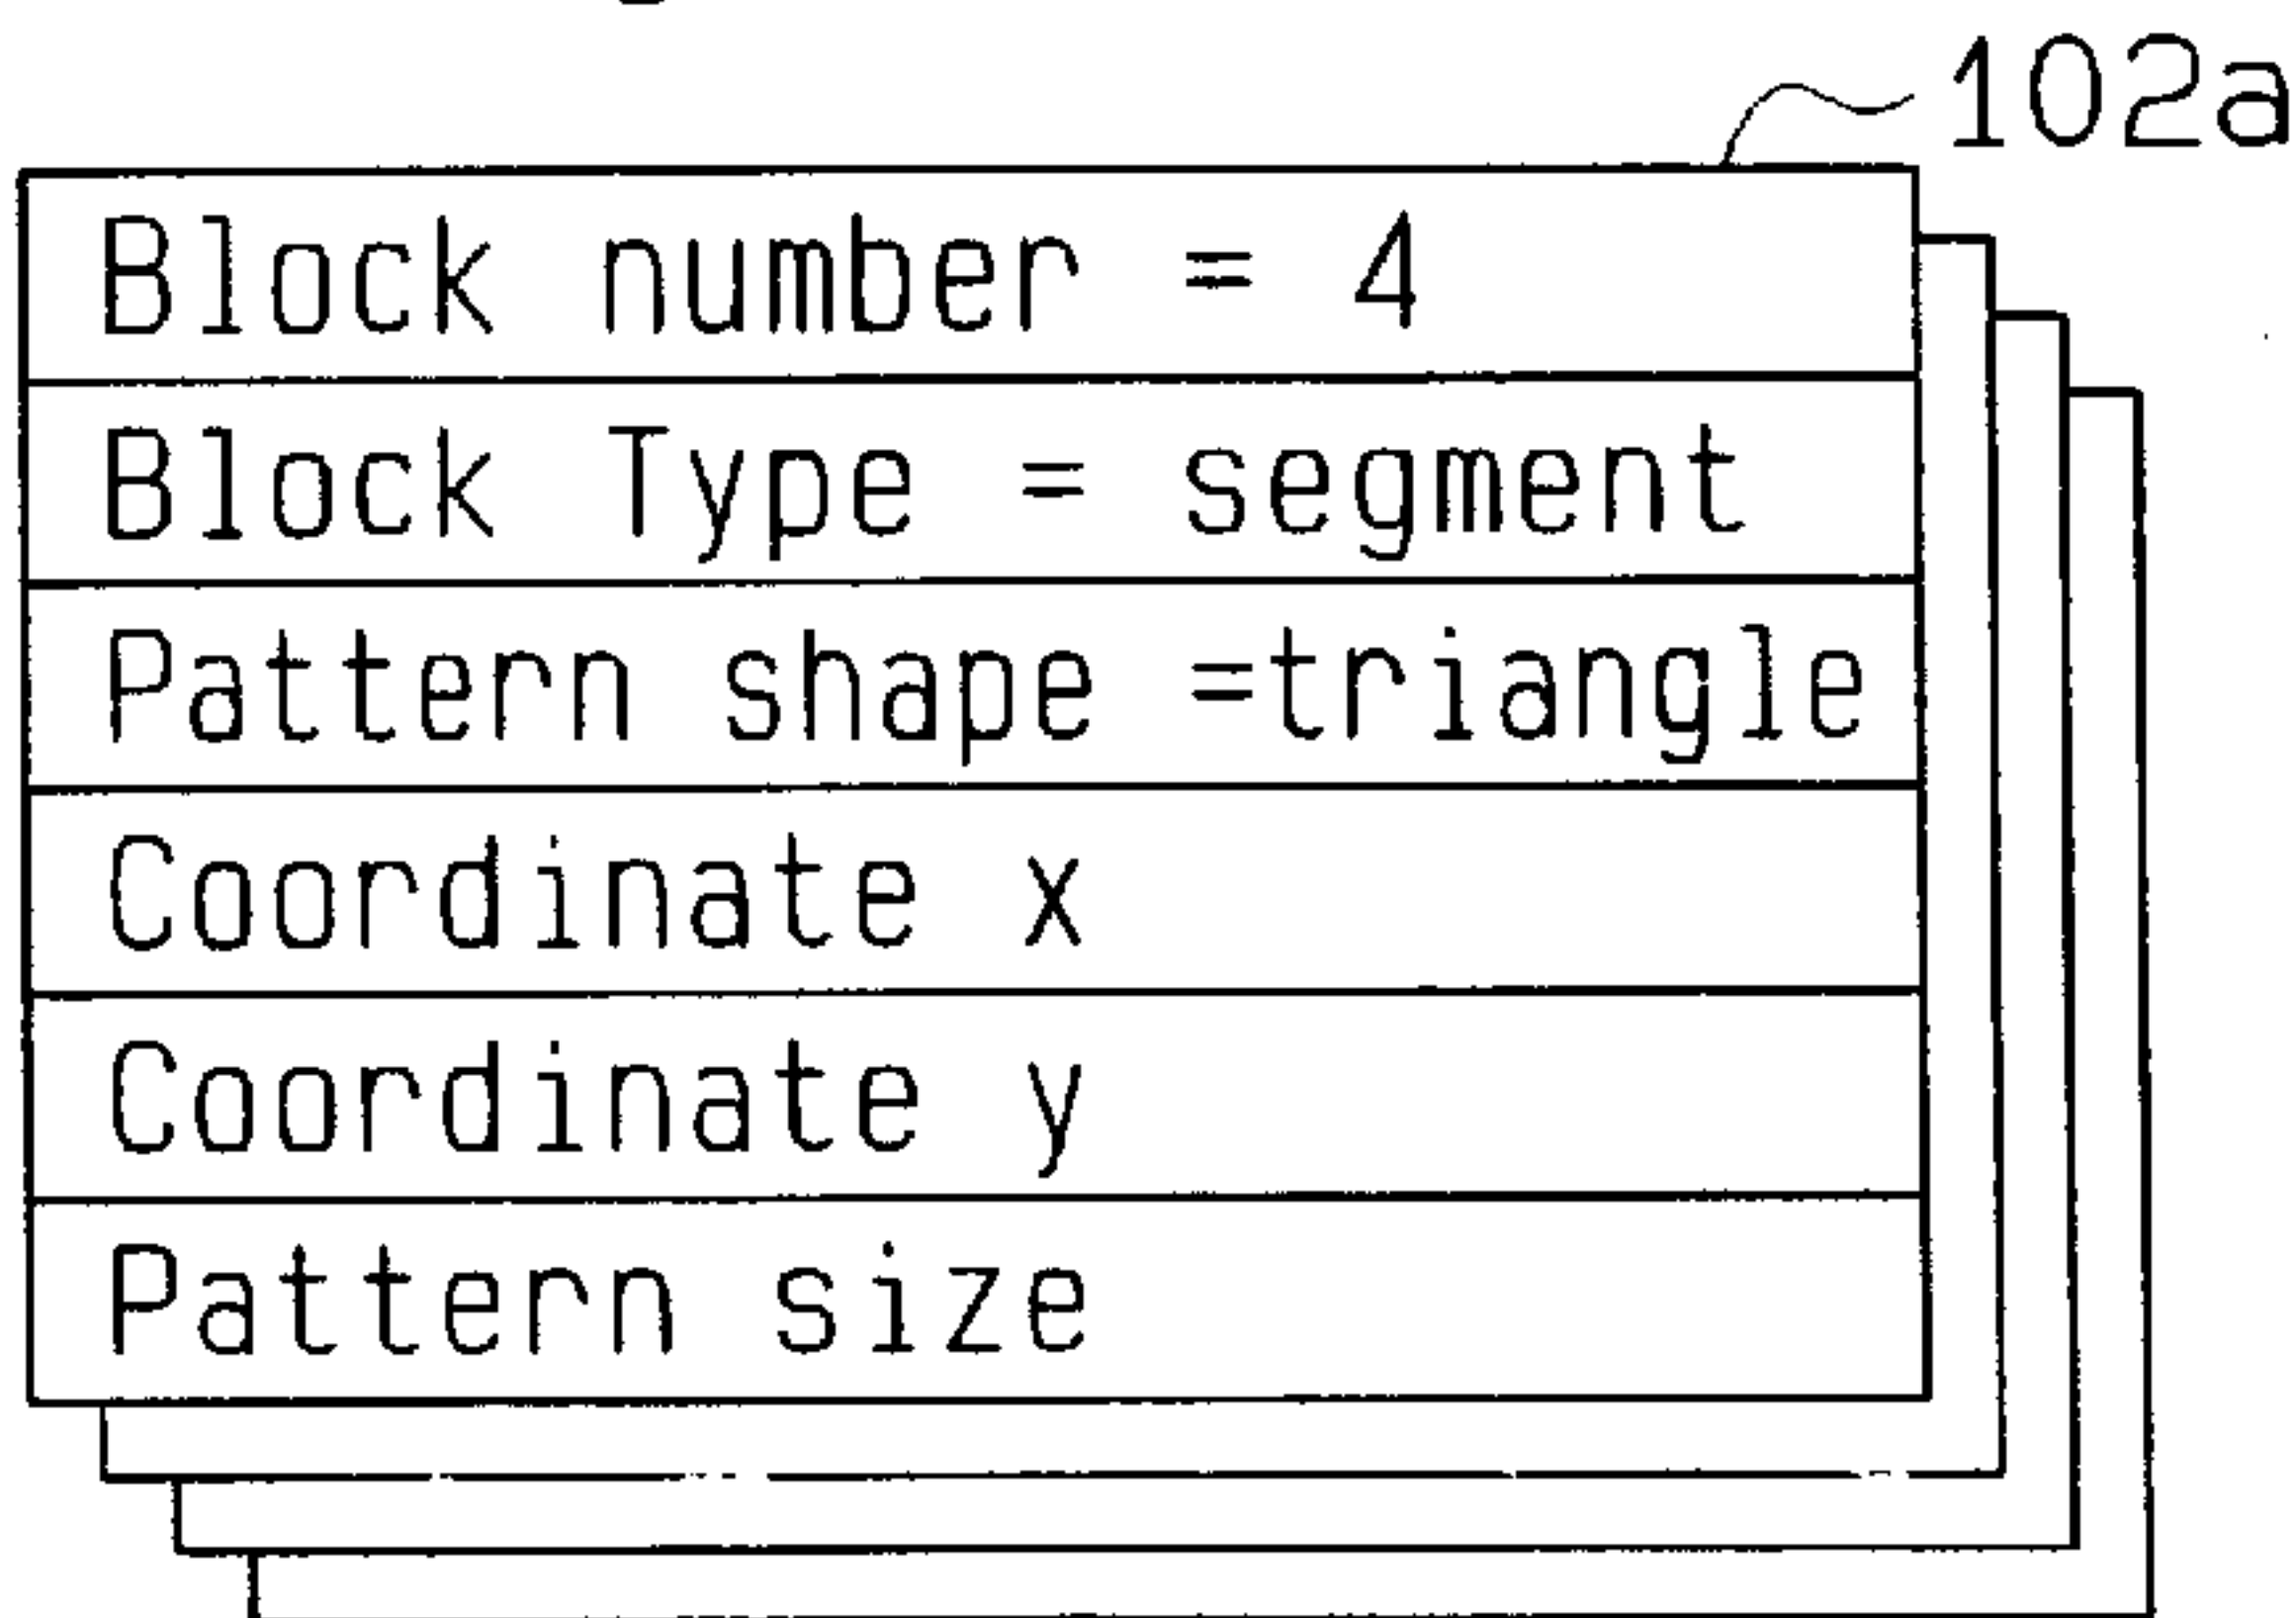 102a
Block number = 4
Block Type = segment
Pattern shape =triangle
Coordinate x
Coordinate y
Pattern size